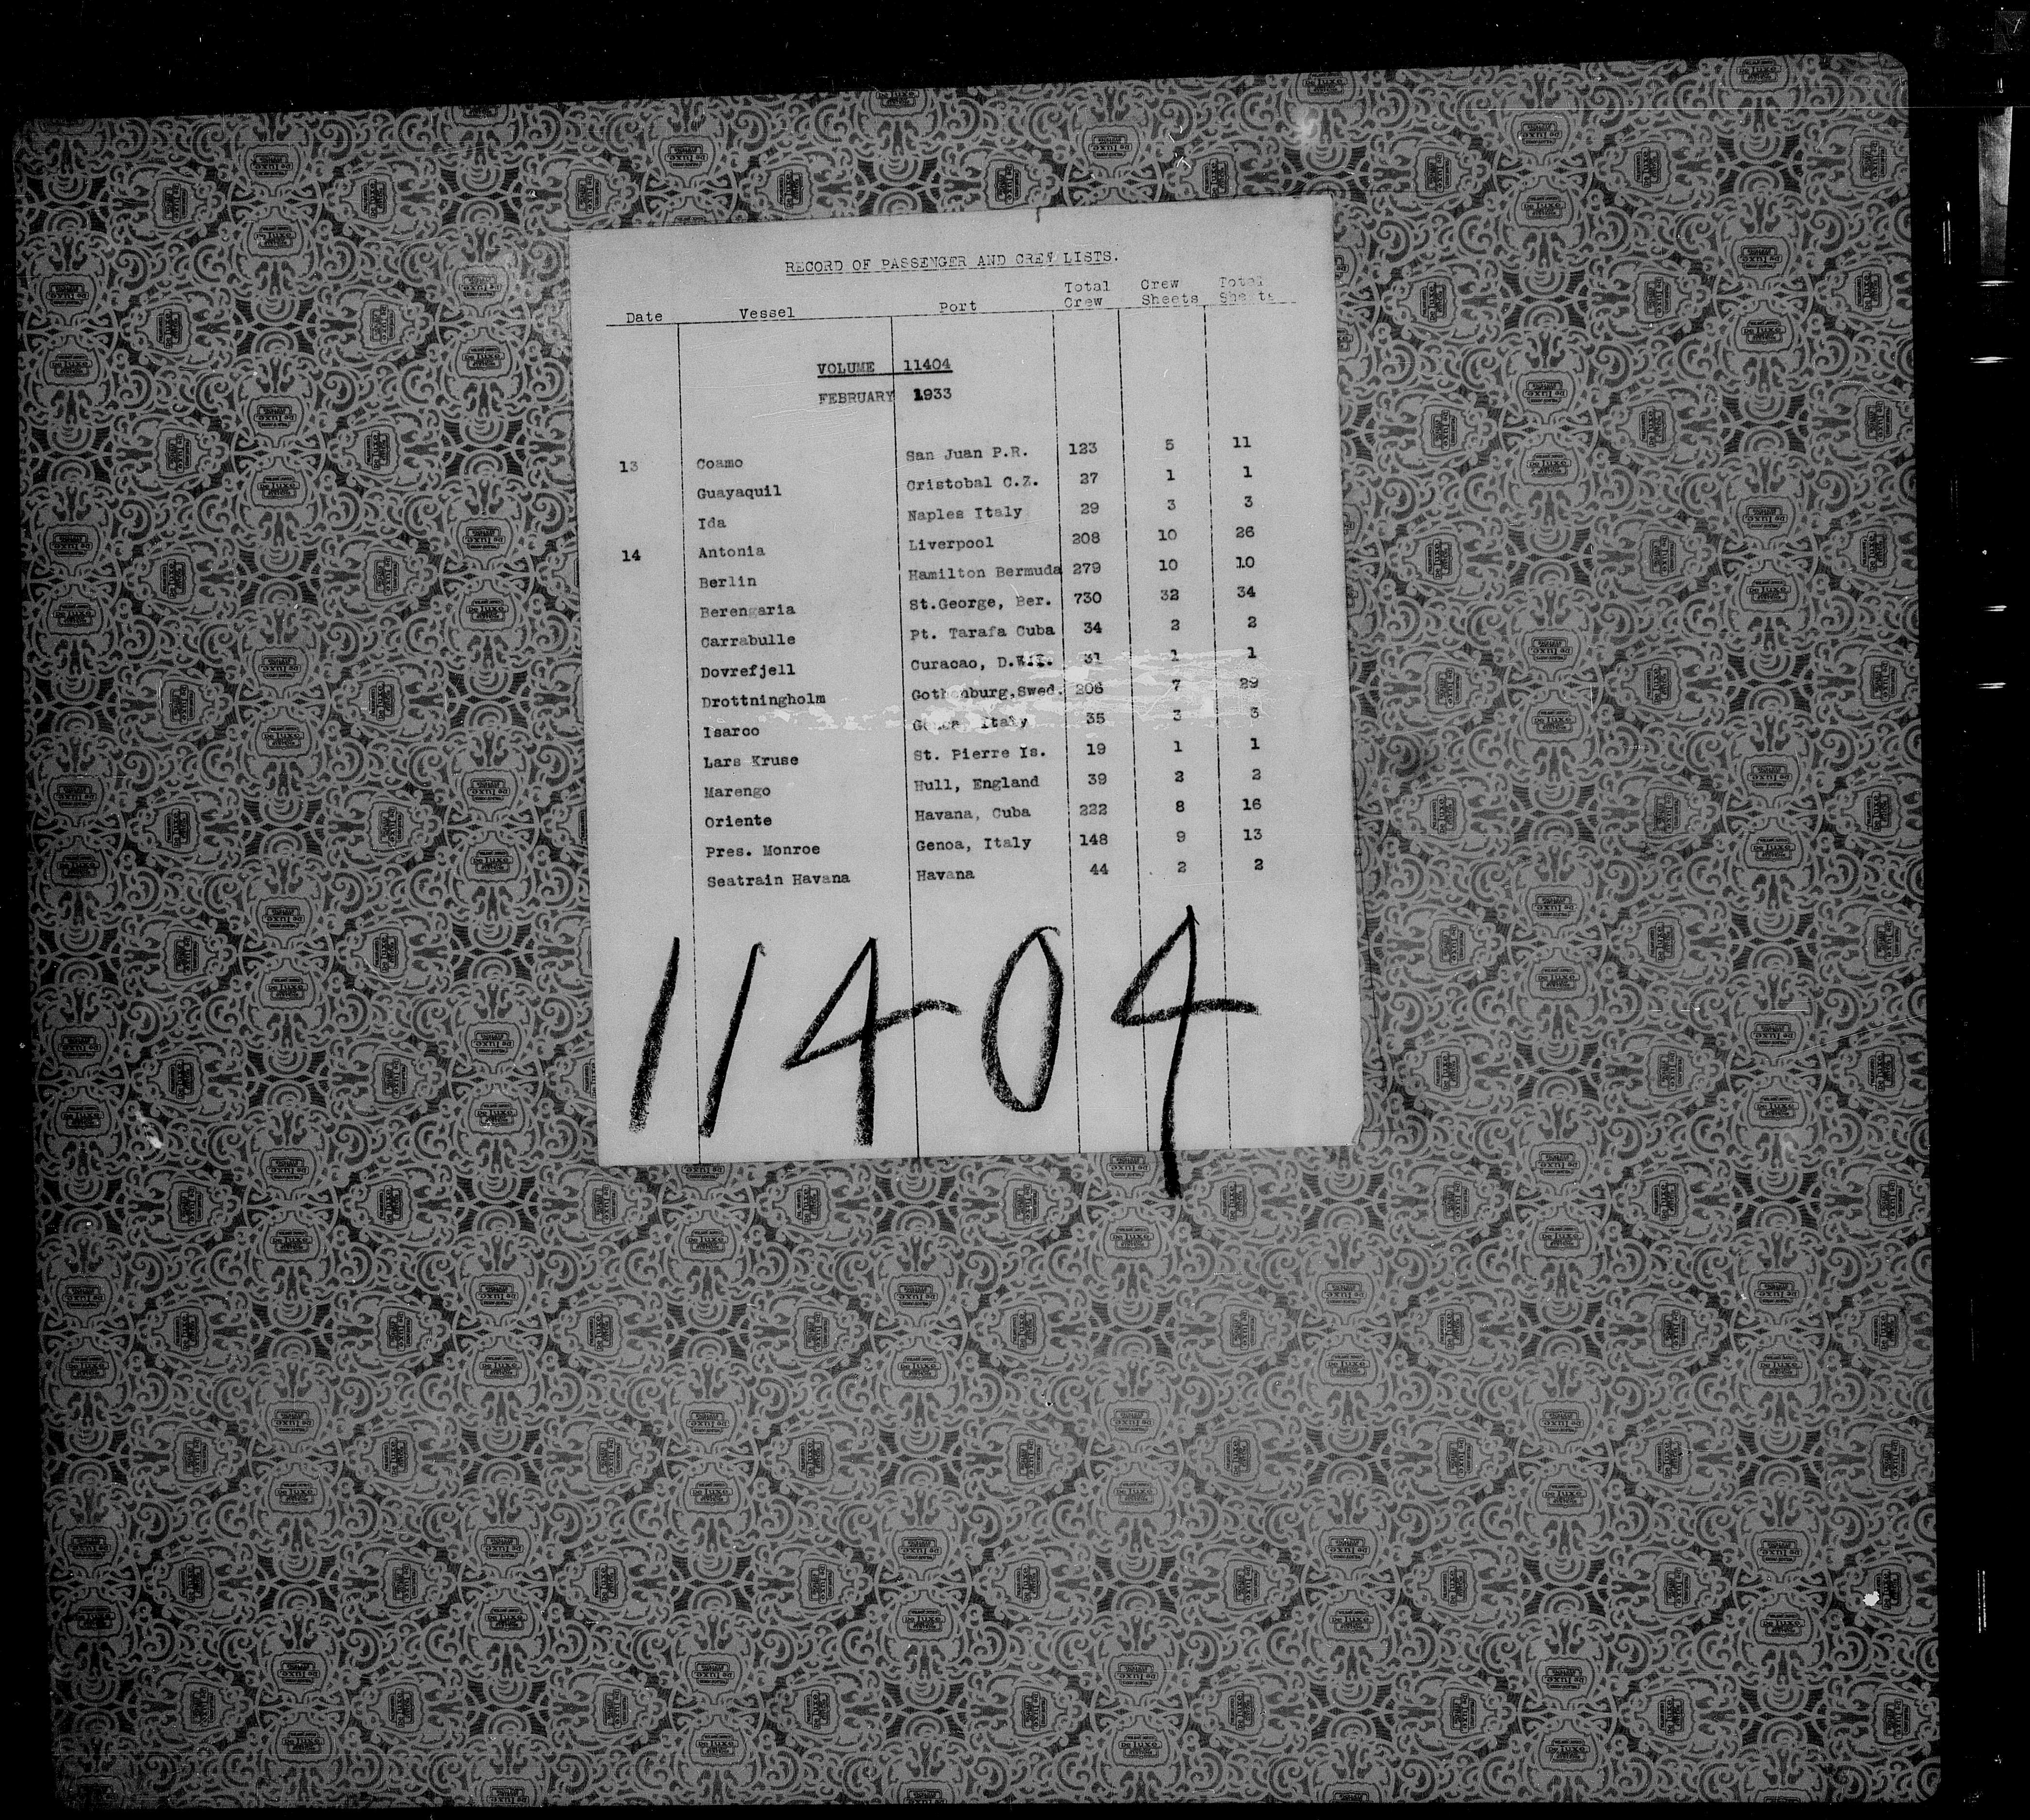 RECORD OF PASSENGER AND CREW LISTS.
Date Vessel Port Total Crew Crew Sheets Total Sheets
VOLUME 11404
FEBRUARY 1933
13 Coamo San Juan P.R. 123 5 11
Guayaquil Cristobal C.Z. 27 1 1
Ida Naples Italy 29 3 3
14 Antonia Liverpool 208 10 26
Berlin Hamilton Bermuda 279 10 10
Berengaria St.George, Ber. 730 32 34
Carrabulle Pt. Tarafa Cuba 34 2 2
Dovrefjell Curacao, D.W.I. 31 1 1
Drottningholm Gothenburg,Swed. 206 7 29
Isarco Genoa, Italy 35 3 3
Lars Kruse St. Pierre Is. 19 1 1
Marengo Hull, England 39 2 2
Oriente Havana, Cuba 222 8 16
Pres. Monroe Genoa, Italy 148 9 13
Seatrain Havana Havana 44 2 2
11404
De luxe